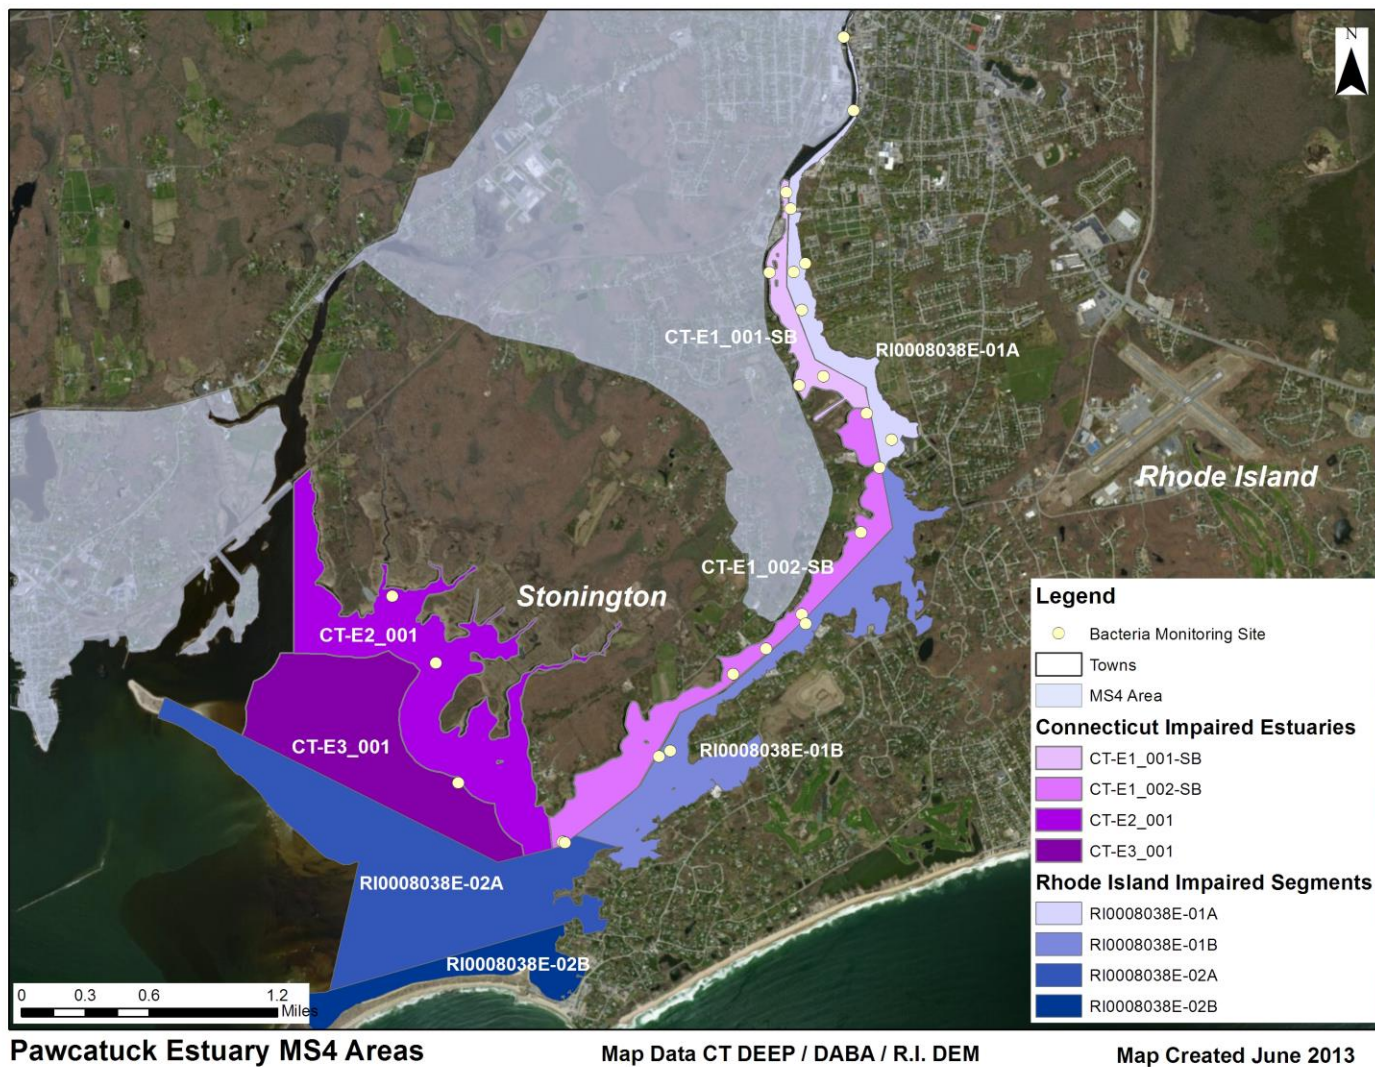 N
CT-E1_001-SB
RI0008038E-01A
Rhode Island
CT-E1_002-SB
Stonington
CT-E2_001
CT-E3_001
RI0008038E-01B
RI0008038E-02A
RI0008038E-02B
0 0.3 0.6 1.2
Miles
Legend
Bacteria Monitoring Site
Towns
MS4 Area
Connecticut Impaired Estuaries
CT-E1_001-SB
CT-E1_002-SB
CT-E2_001
CT-E3_001
Rhode Island Impaired Segments
RI0008038E-01A
RI0008038E-01B
RI0008038E-02A
RI0008038E-02B
Pawcatuck Estuary MS4 Areas Map Data CT DEEP / DABA / R.I. DEM Map Created June 2013